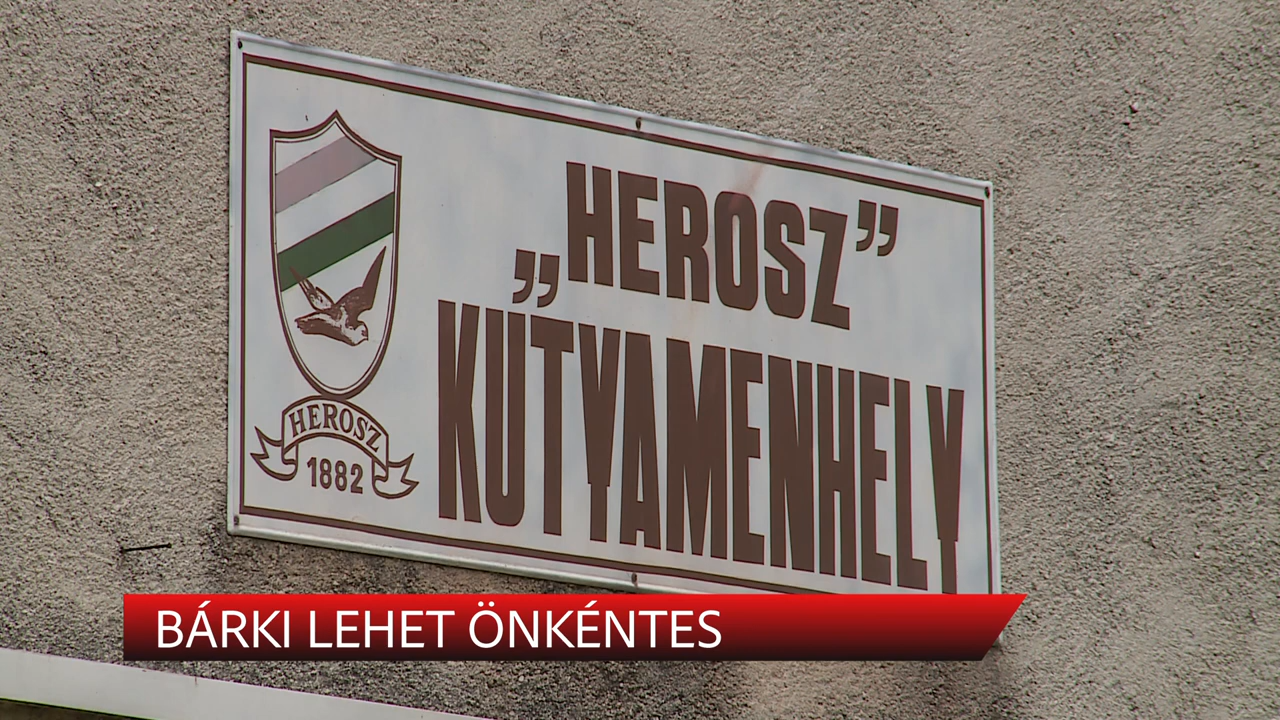 „HEROSZ”
KUTYAMENHELY
HEROSZ
1882
BÁRKI LEHET ÖNKÉNTES